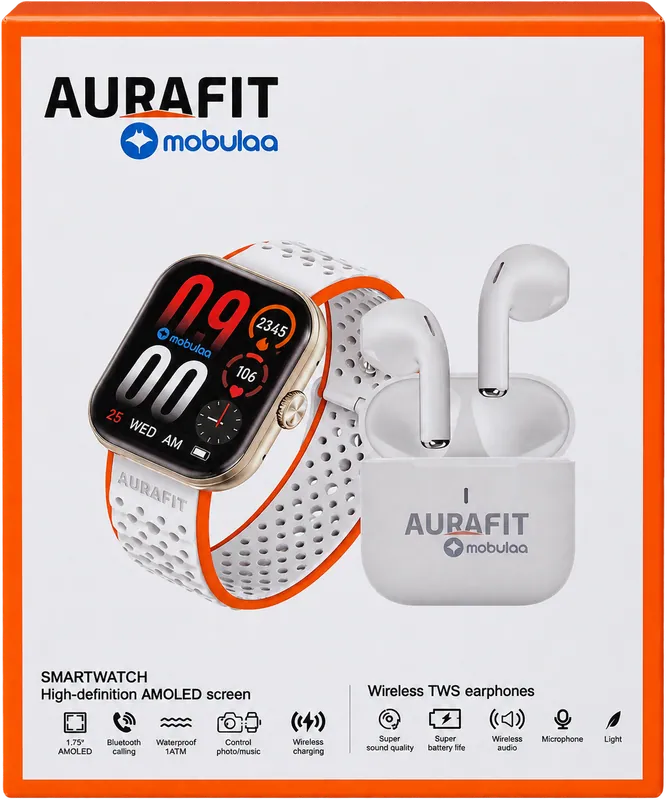 AURAFIT
mobulaa
09
2345
mobulaa
00
106
25 WED AM
AURAFIT
AURAFIT
mobulaa
SMARTWATCH
High-definition AMOLED screen
1.75"
AMOLED
Bluetooth
calling
Waterproof
1ATM
Control
photo/music
Wireless
charging
Wireless TWS earphones
Super
sound quality
Super
battery life
Wireless
audio
Microphone
Light